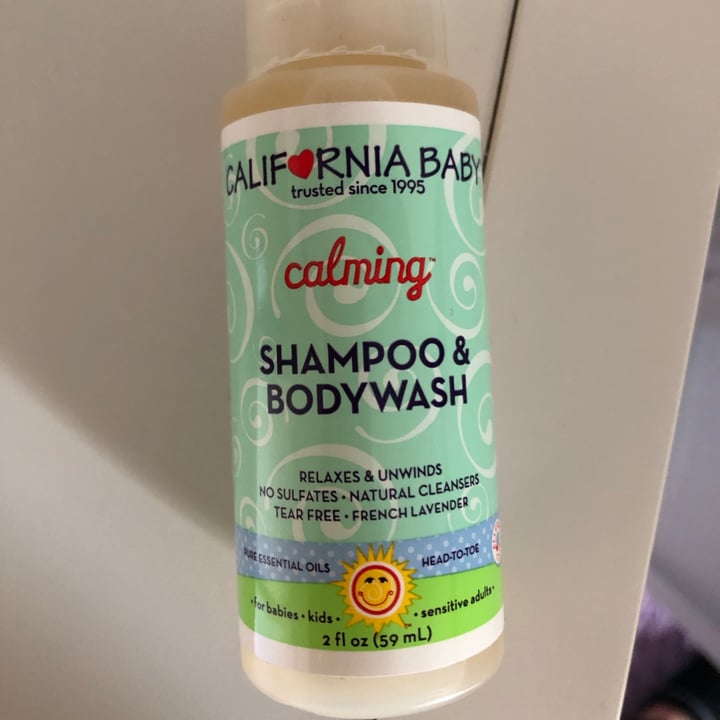 CALIFORNIA BABY
trusted since 1995
calming™
SHAMPOO &
BODYWASH
RELAXES & UNWINDS
NO SULFATES • NATURAL CLEANSERS
TEAR FREE • FRENCH LAVENDER
PURE ESSENTIAL OILS HEAD-TO-TOE
• for babies • kids • • sensitive adults •
2 fl oz (59 mL)